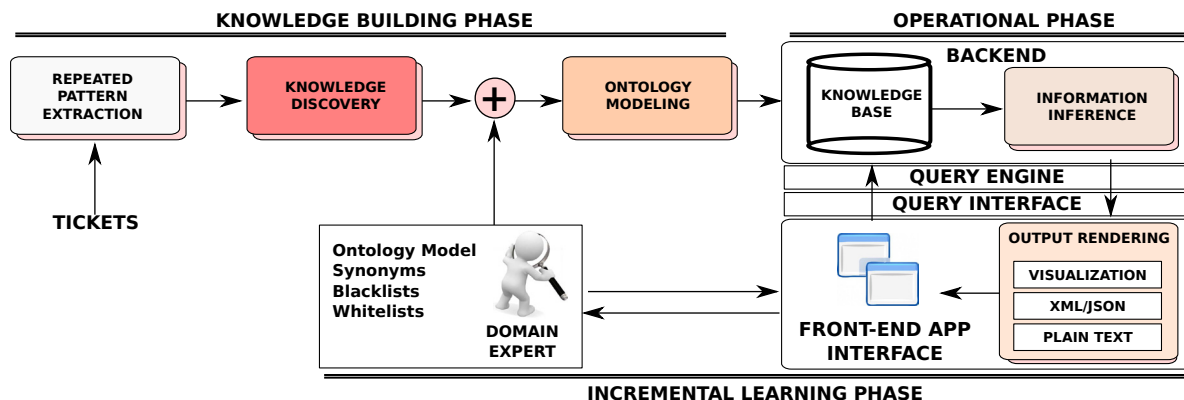 KNOWLEDGE BUILDING PHASE
OPERATIONAL PHASE
REPEATED
PATTERN
EXTRACTION
KNOWLEDGE
DISCOVERY
+
ONTOLOGY
MODELING
BACKEND
KNOWLEDGE
BASE
INFORMATION
INFERENCE
QUERY ENGINE
QUERY INTERFACE
TICKETS
Ontology Model
Synonyms
Blacklists
Whitelists
DOMAIN
EXPERT
FRONT-END APP
INTERFACE
OUTPUT RENDERING
VISUALIZATION
XML/JSON
PLAIN TEXT
INCREMENTAL LEARNING PHASE